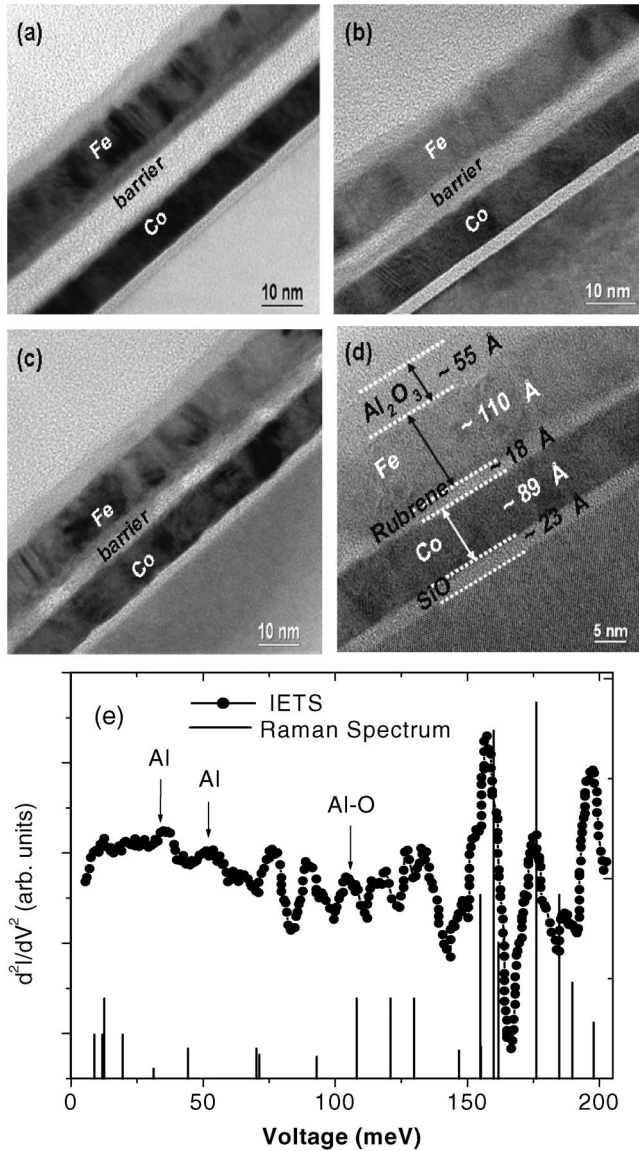 (a)
Fe
barrier
Co
10 nm
(b)
Fe
barrier
Co
10 nm
(c)
Fe
barrier
Co
10 nm
(d)
Al₂O₃ ~ 55 Å
Fe ~ 110 Å
Rubrene ~ 18 Å
Co ~ 89 Å
SiO ~ 23 Å
5 nm
(e)
IETS
Raman Spectrum
Al
Al
Al-O
d²I/dV² (arb. units)
0 50 100 150 200
Voltage (meV)